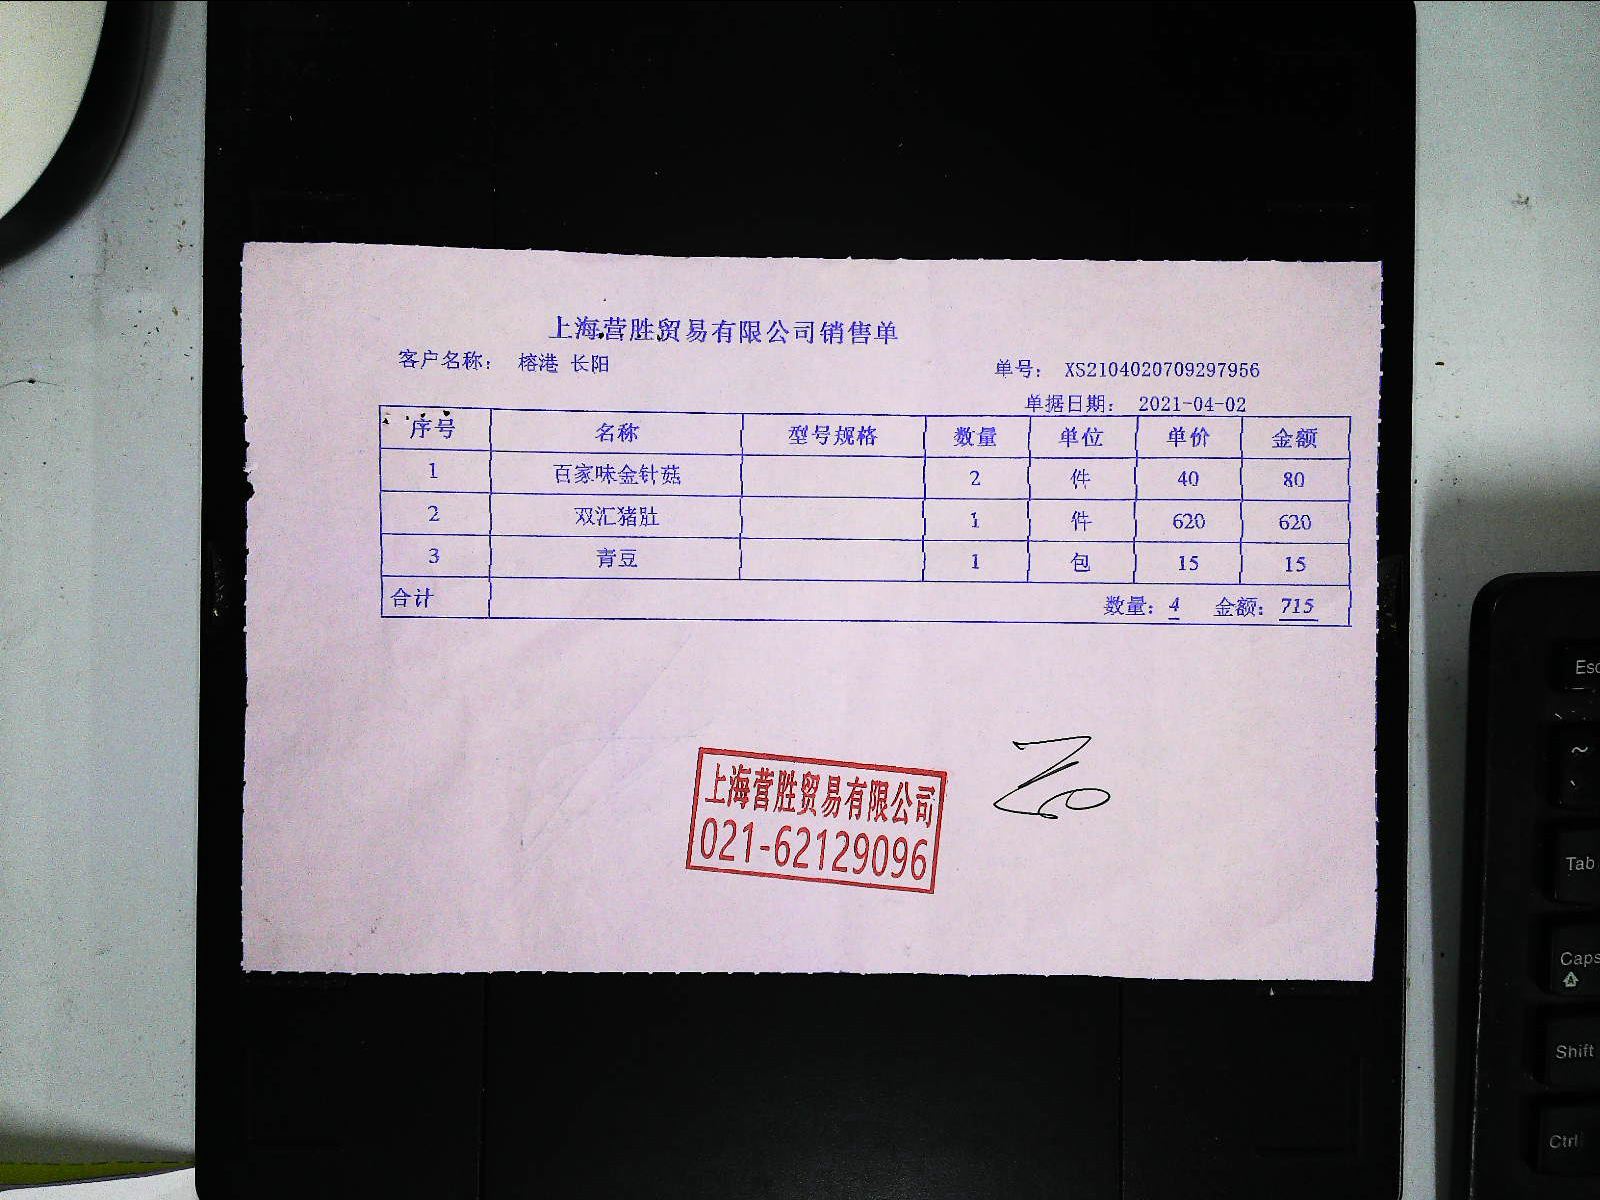 上海营胜贸易有限公司销售单
客户名称： 榕港 长阳
单号： XS2104020709297956
单据日期： 2021-04-02
序号 名称 型号规格 数量 单位 单价 金额
1 百家味金针菇 2 件 40 80
2 双汇猪肚 1 件 620 620
3 青豆 1 包 15 15
合计 数量：4 金额：715
上海营胜贸易有限公司
021-62129096
Esc
~
Tab
Caps
Shift
Ctrl